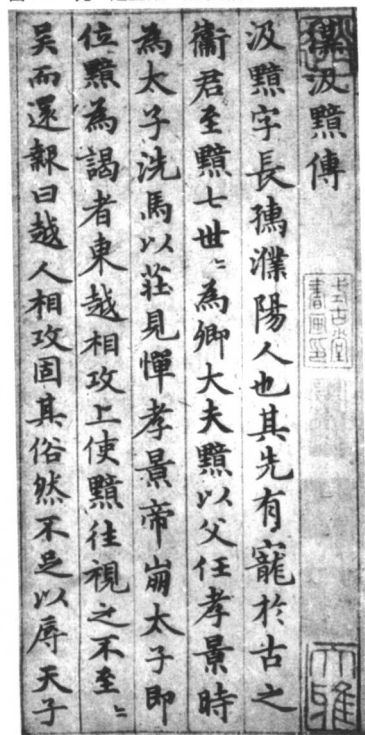 漢汲黯傳
大雅
汲黯字長孺濮陽人也其先有寵於古之
衛君至黯七世〻為卿大夫黯以父任孝景時
為太子洗馬以莊見憚孝景帝崩太子即
位黯為謁者東越相攻上使黯往視之不至〻
吳而還報曰越人相攻固其俗然不足以辱天子